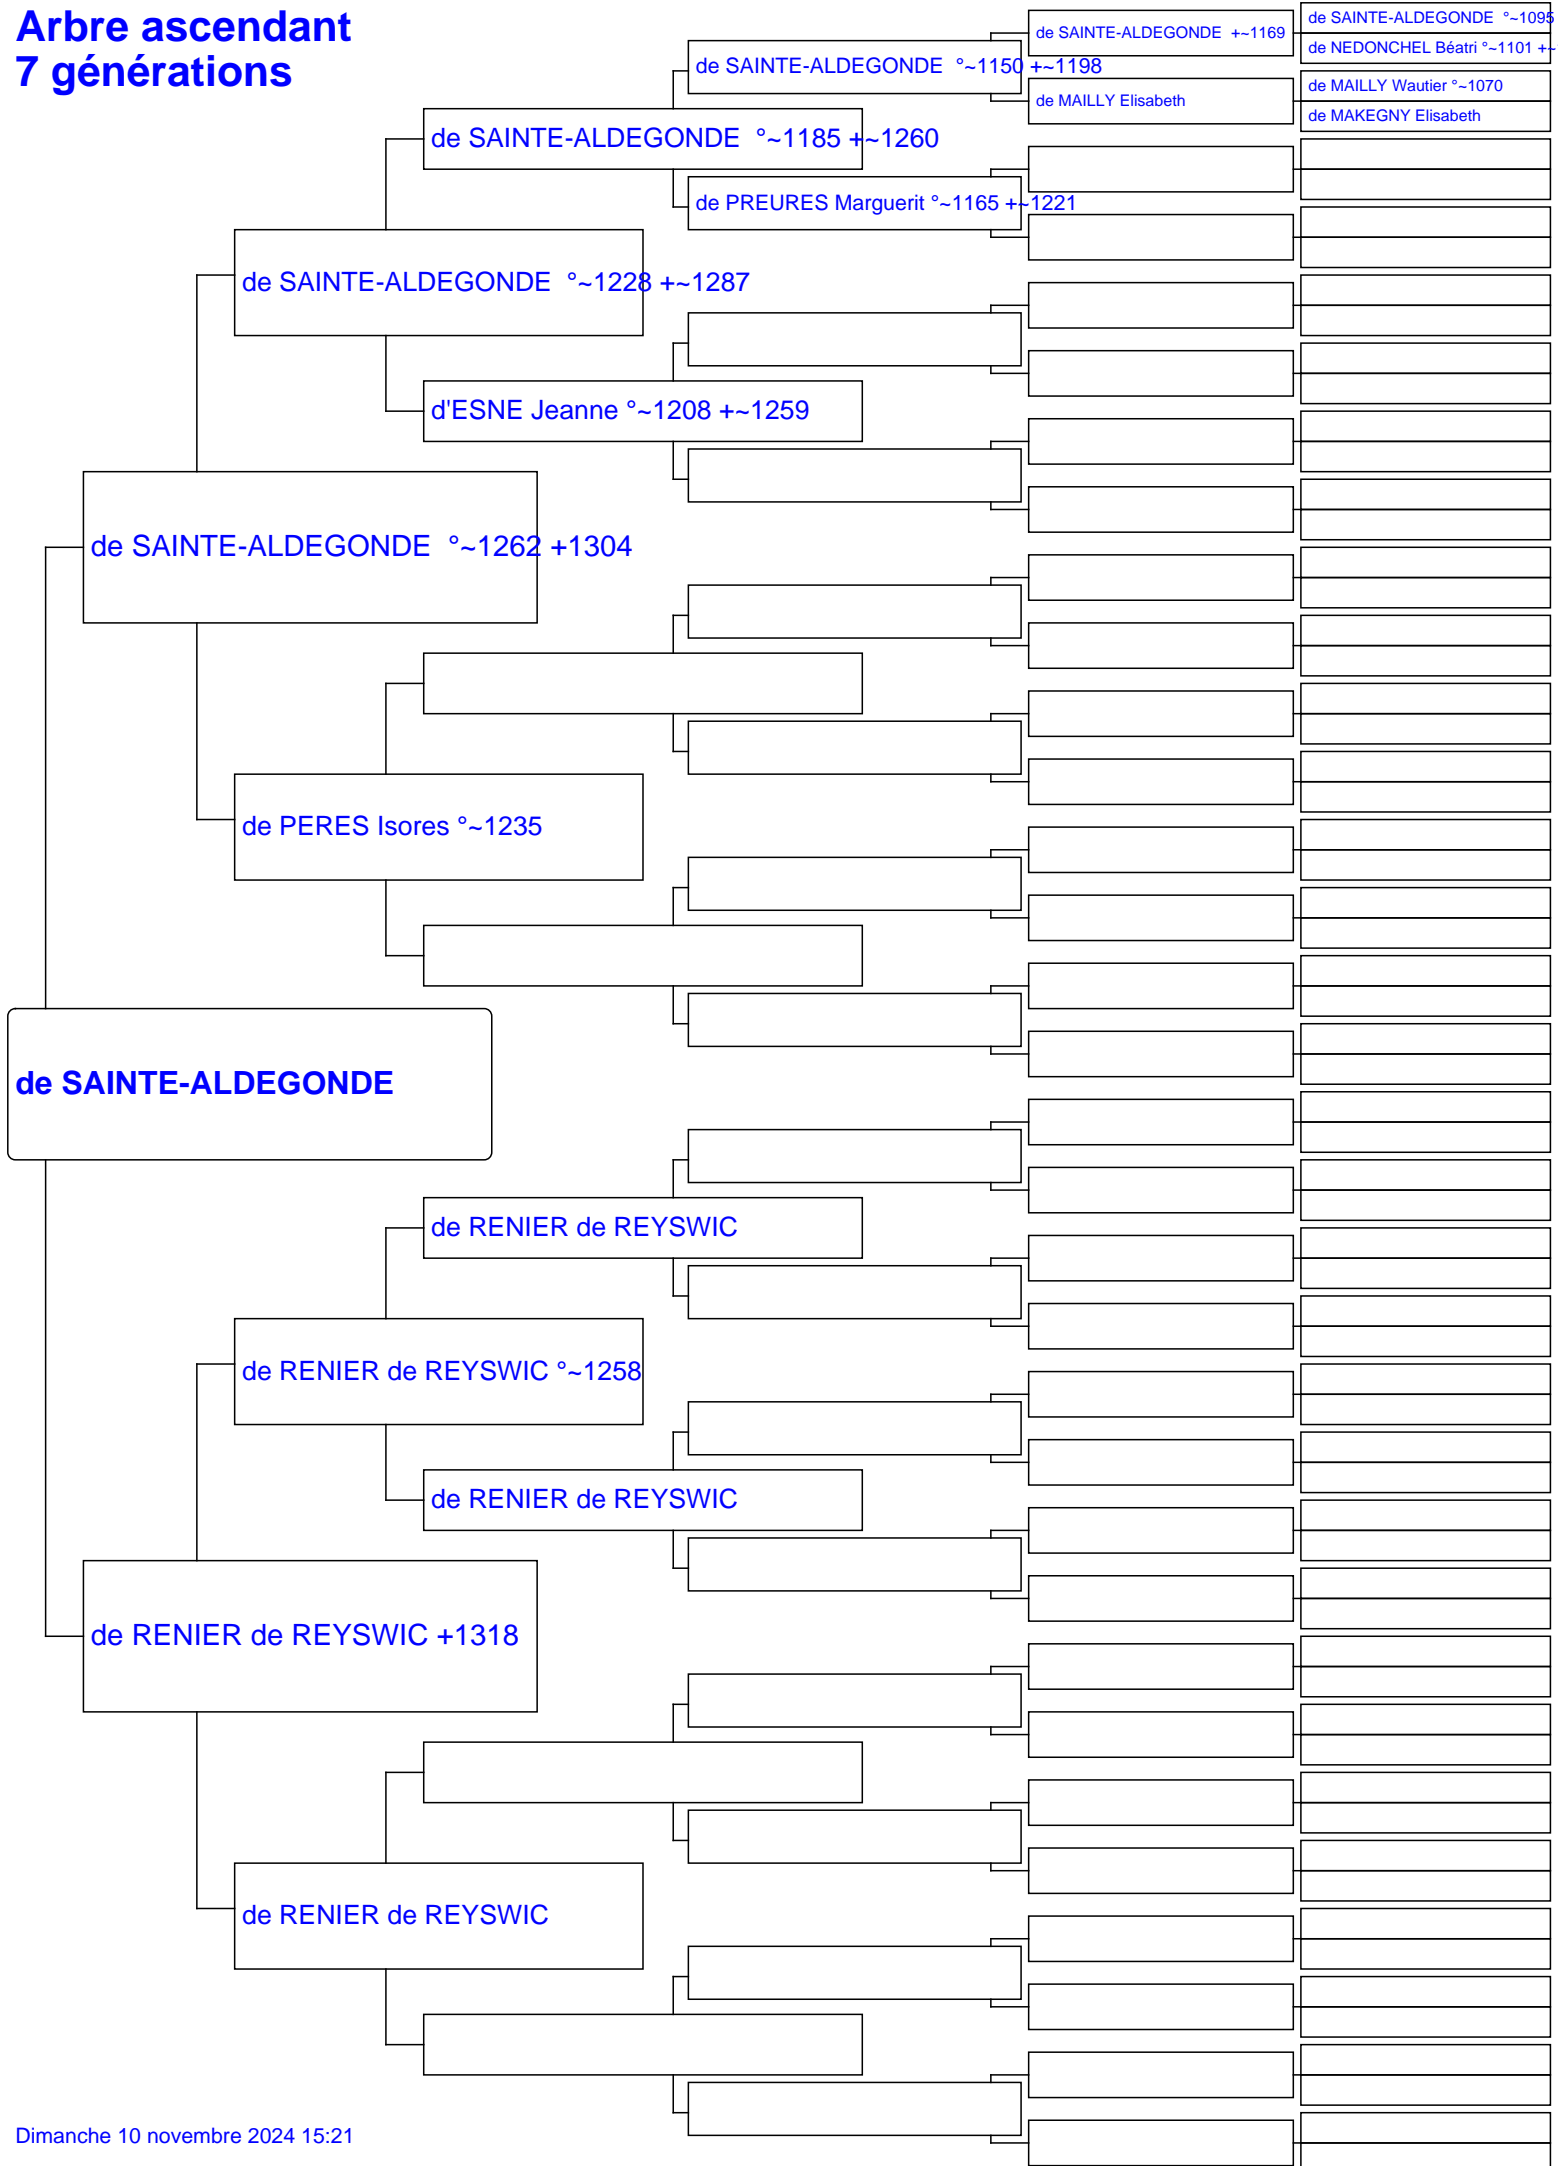 Arbre ascendant
7 générations
de SAINTE-ALDEGONDE °~1095
de SAINTE-ALDEGONDE +~1169
de NEDONCHEL Béatri °~1101 +~
de SAINTE-ALDEGONDE °~1150 +~1198
de MAILLY Wautier °~1070
de MAILLY Elisabeth
de MAKEGNY Elisabeth
de SAINTE-ALDEGONDE °~1185 +~1260
de PREURES Marguerit °~1165 +~1221
de SAINTE-ALDEGONDE °~1228 +~1287
d'ESNE Jeanne °~1208 +~1259
de SAINTE-ALDEGONDE °~1262 +1304
de PERES Isores °~1235
de SAINTE-ALDEGONDE
de RENIER de REYSWIC
de RENIER de REYSWIC °~1258
de RENIER de REYSWIC
de RENIER de REYSWIC +1318
de RENIER de REYSWIC
Dimanche 10 novembre 2024 15:21